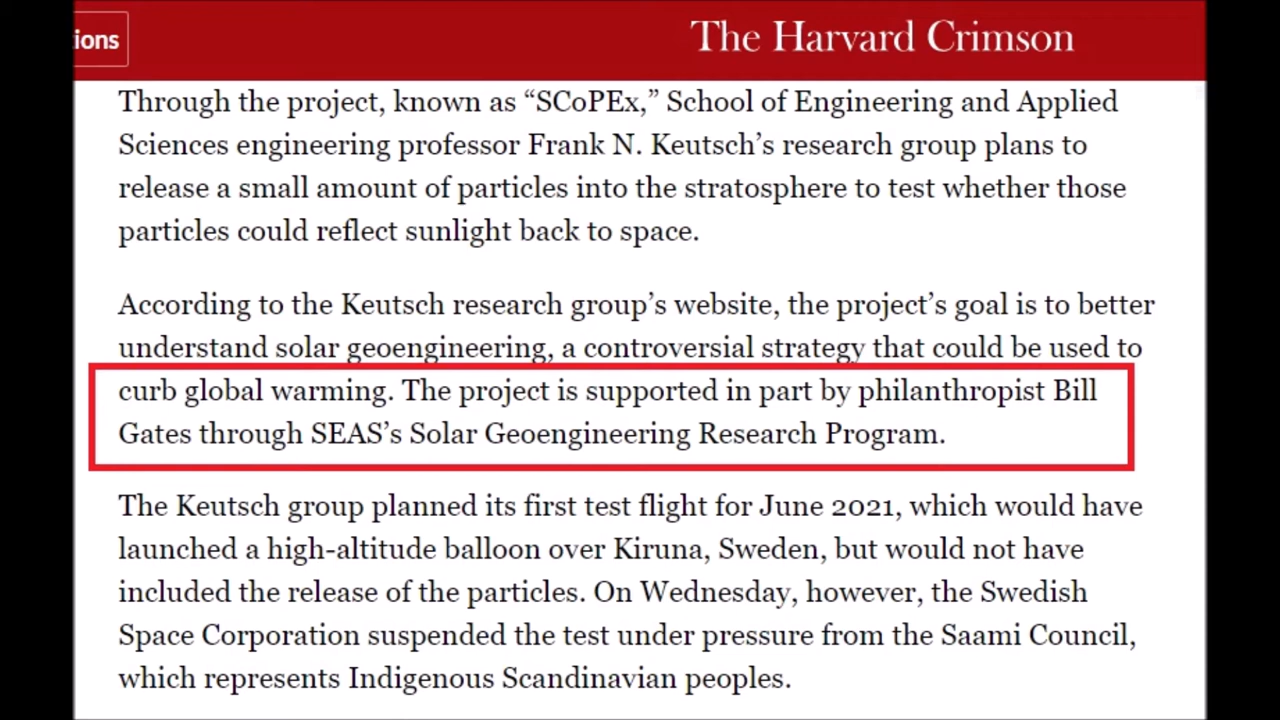 ions
The Harvard Crimson
Through the project, known as “SCoPEx,” School of Engineering and Applied
Sciences engineering professor Frank N. Keutsch’s research group plans to
release a small amount of particles into the stratosphere to test whether those
particles could reflect sunlight back to space.
According to the Keutsch research group’s website, the project’s goal is to better
understand solar geoengineering, a controversial strategy that could be used to
curb global warming. The project is supported in part by philanthropist Bill
Gates through SEAS’s Solar Geoengineering Research Program.
The Keutsch group planned its first test flight for June 2021, which would have
launched a high-altitude balloon over Kiruna, Sweden, but would not have
included the release of the particles. On Wednesday, however, the Swedish
Space Corporation suspended the test under pressure from the Saami Council,
which represents Indigenous Scandinavian peoples.